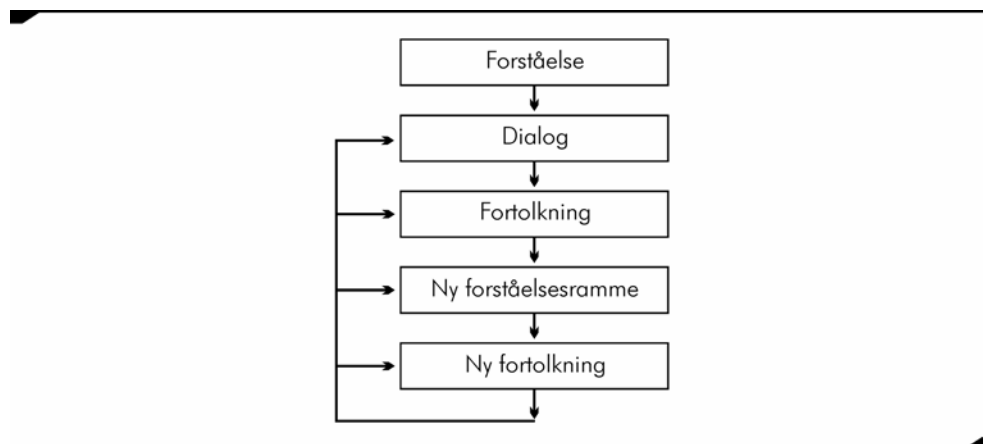 Forståelse
Dialog
Fortolkning
Ny forståelsesramme
Ny fortolkning